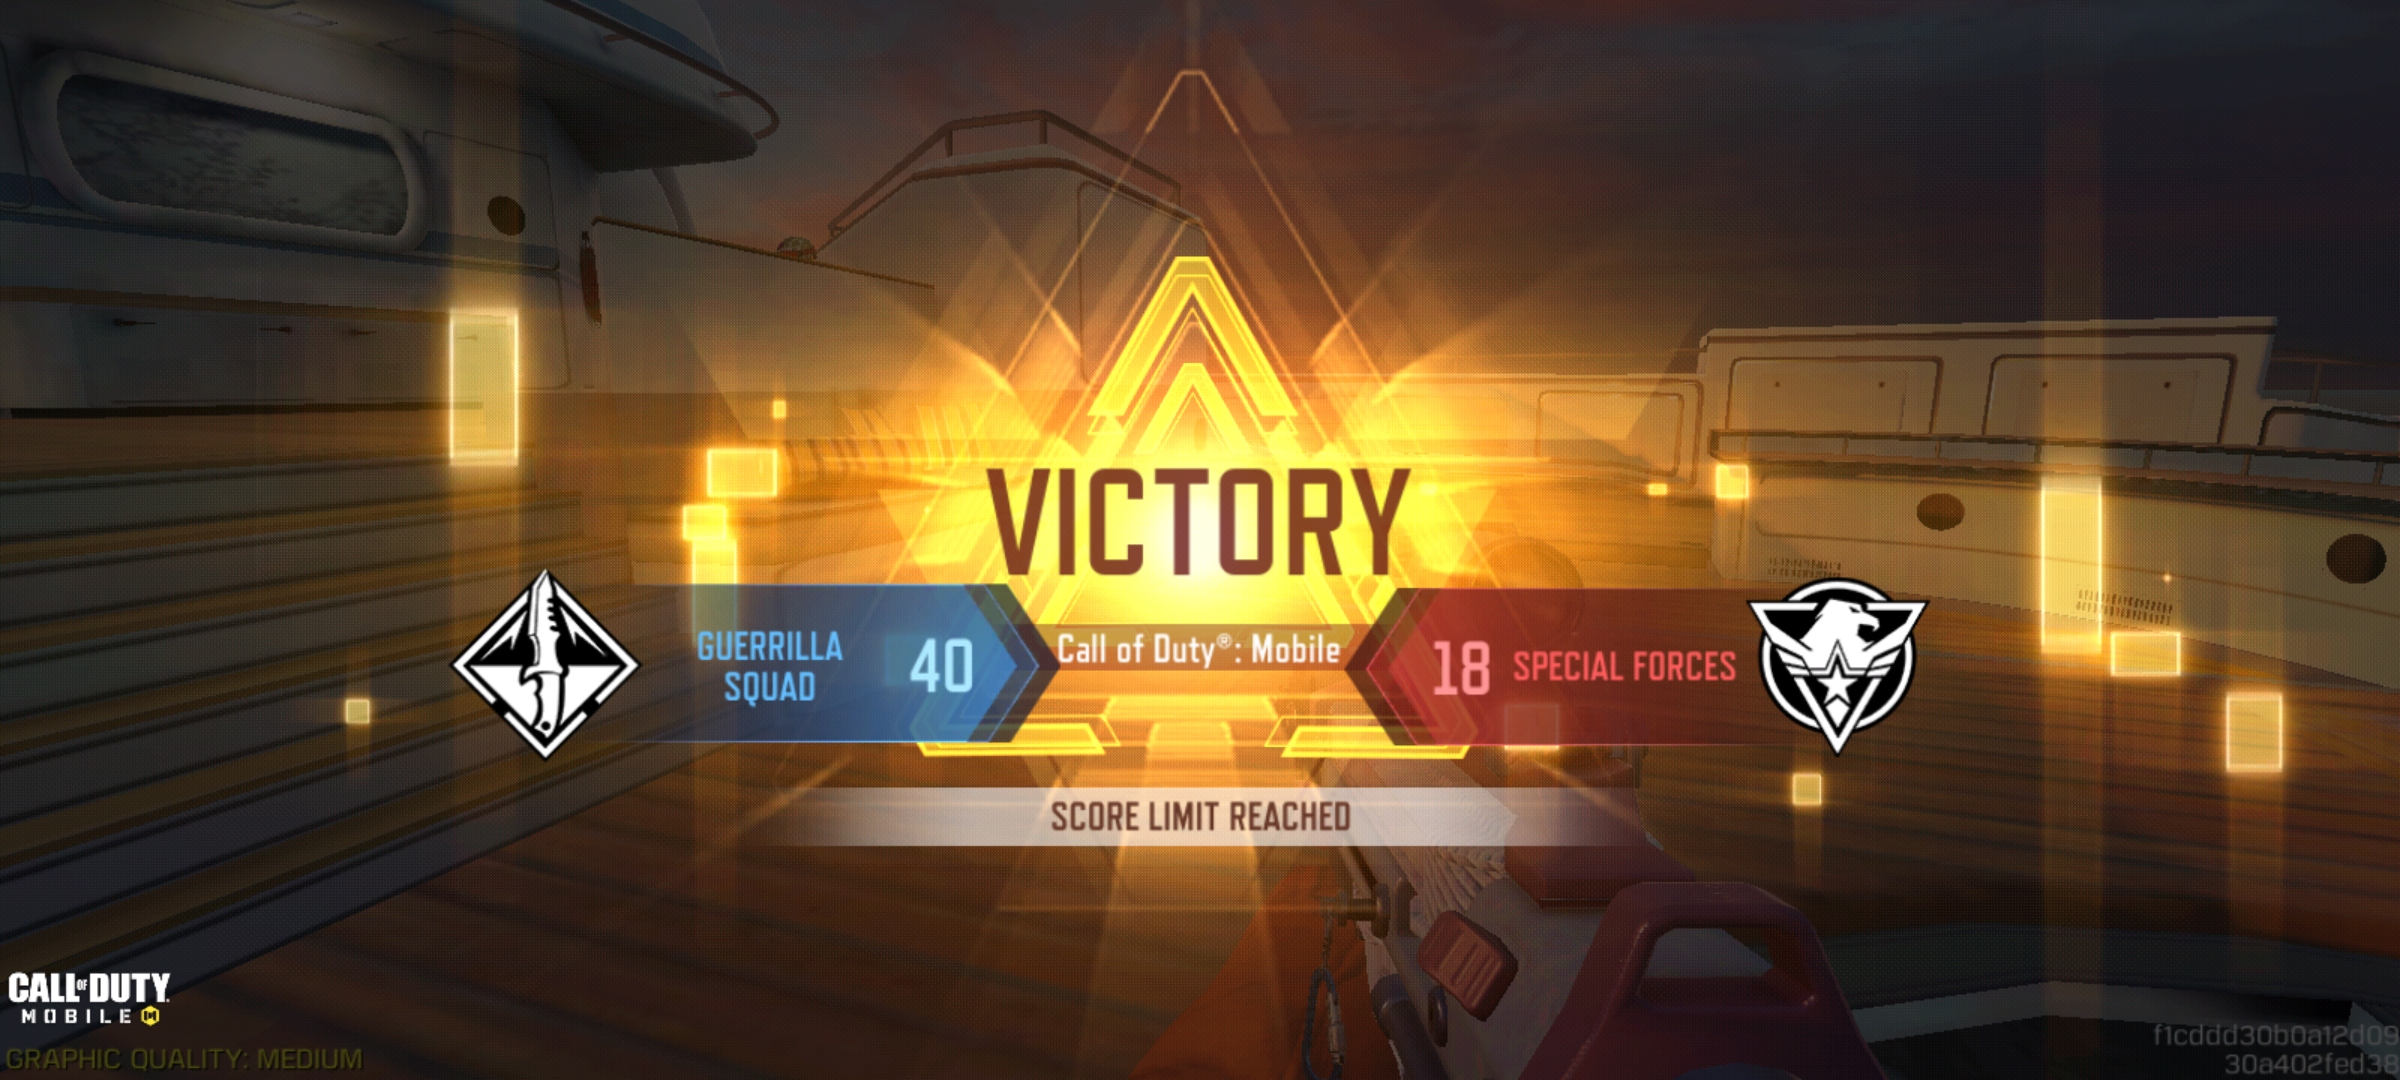 VICTORY
GUERRILLA
SQUAD
40
Call of Duty®: Mobile
18
SPECIAL FORCES
SCORE LIMIT REACHED
CALL OF DUTY
MOBILE
GRAPHIC QUALITY: MEDIUM
f1cddd30b0a12d09
30a402fed38